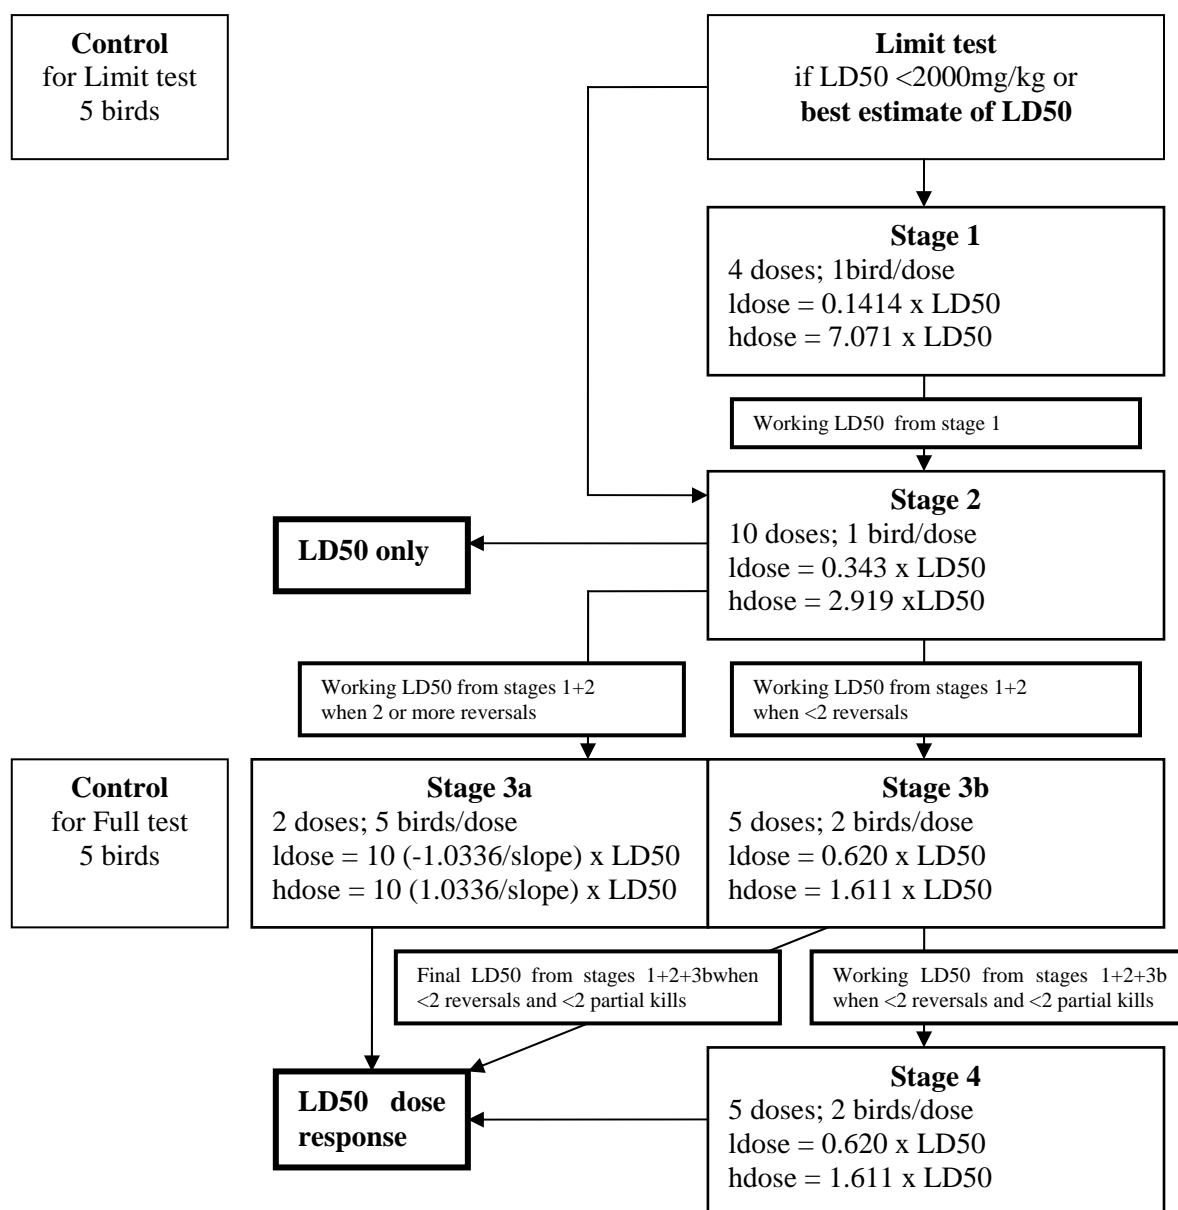 Control
for Limit test
5 birds
Limit test
if LD50 <2000mg/kg or
best estimate of LD50
Stage 1
4 doses; 1bird/dose
ldose = 0.1414 x LD50
hdose = 7.071 x LD50
Working LD50 from stage 1
Stage 2
10 doses; 1 bird/dose
ldose = 0.343 x LD50
hdose = 2.919 xLD50
LD50 only
Working LD50 from stages 1+2
when 2 or more reversals
Working LD50 from stages 1+2
when <2 reversals
Control
for Full test
5 birds
Stage 3a
2 doses; 5 birds/dose
ldose = 10 (-1.0336/slope) x LD50
hdose = 10 (1.0336/slope) x LD50
Stage 3b
5 doses; 2 birds/dose
ldose = 0.620 x LD50
hdose = 1.611 x LD50
Final LD50 from stages 1+2+3bwhen
<2 reversals and <2 partial kills
Working LD50 from stages 1+2+3b
when <2 reversals and <2 partial kills
LD50 dose
response
Stage 4
5 doses; 2 birds/dose
ldose = 0.620 x LD50
hdose = 1.611 x LD50